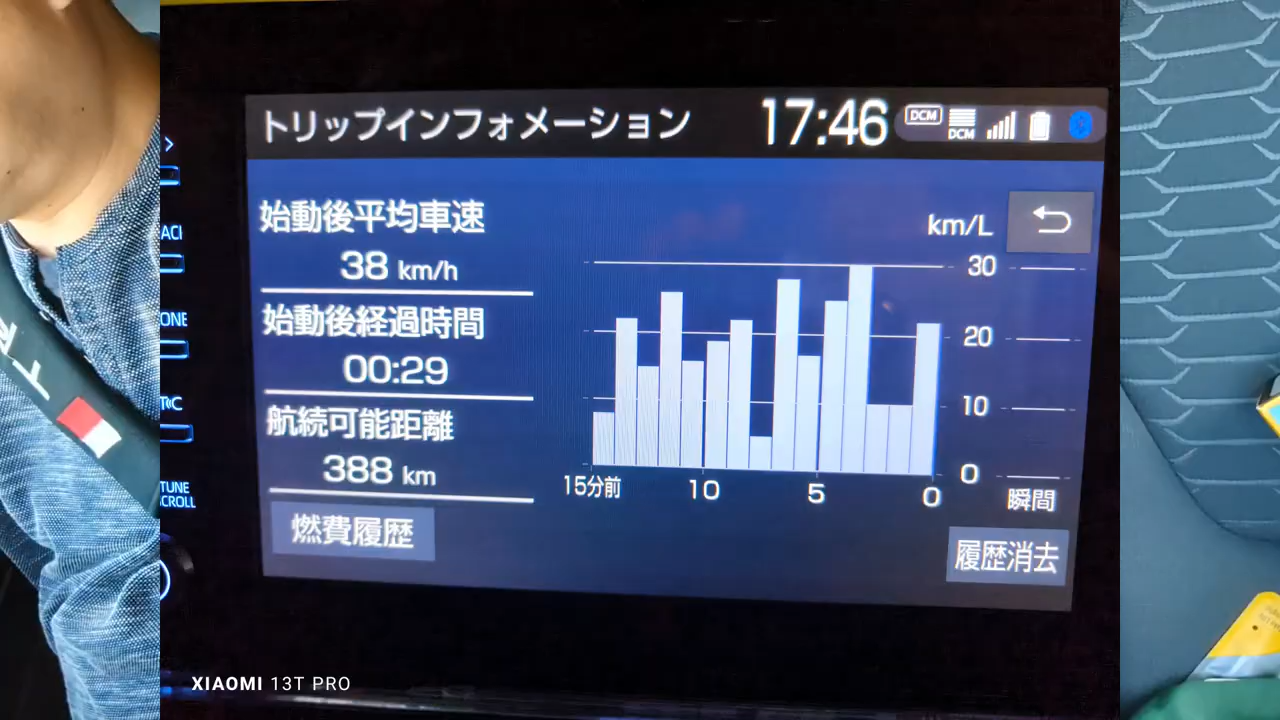 トリップインフォメーション 17:46 DCM DCM
始動後平均車速
38 km/h
始動後経過時間
00:29
航続可能距離
388 km
燃費履歴
km/L
30
20
10
0
15分前 10 5 0 瞬間
履歴消去
TUNE
XIAOMI 13T PRO